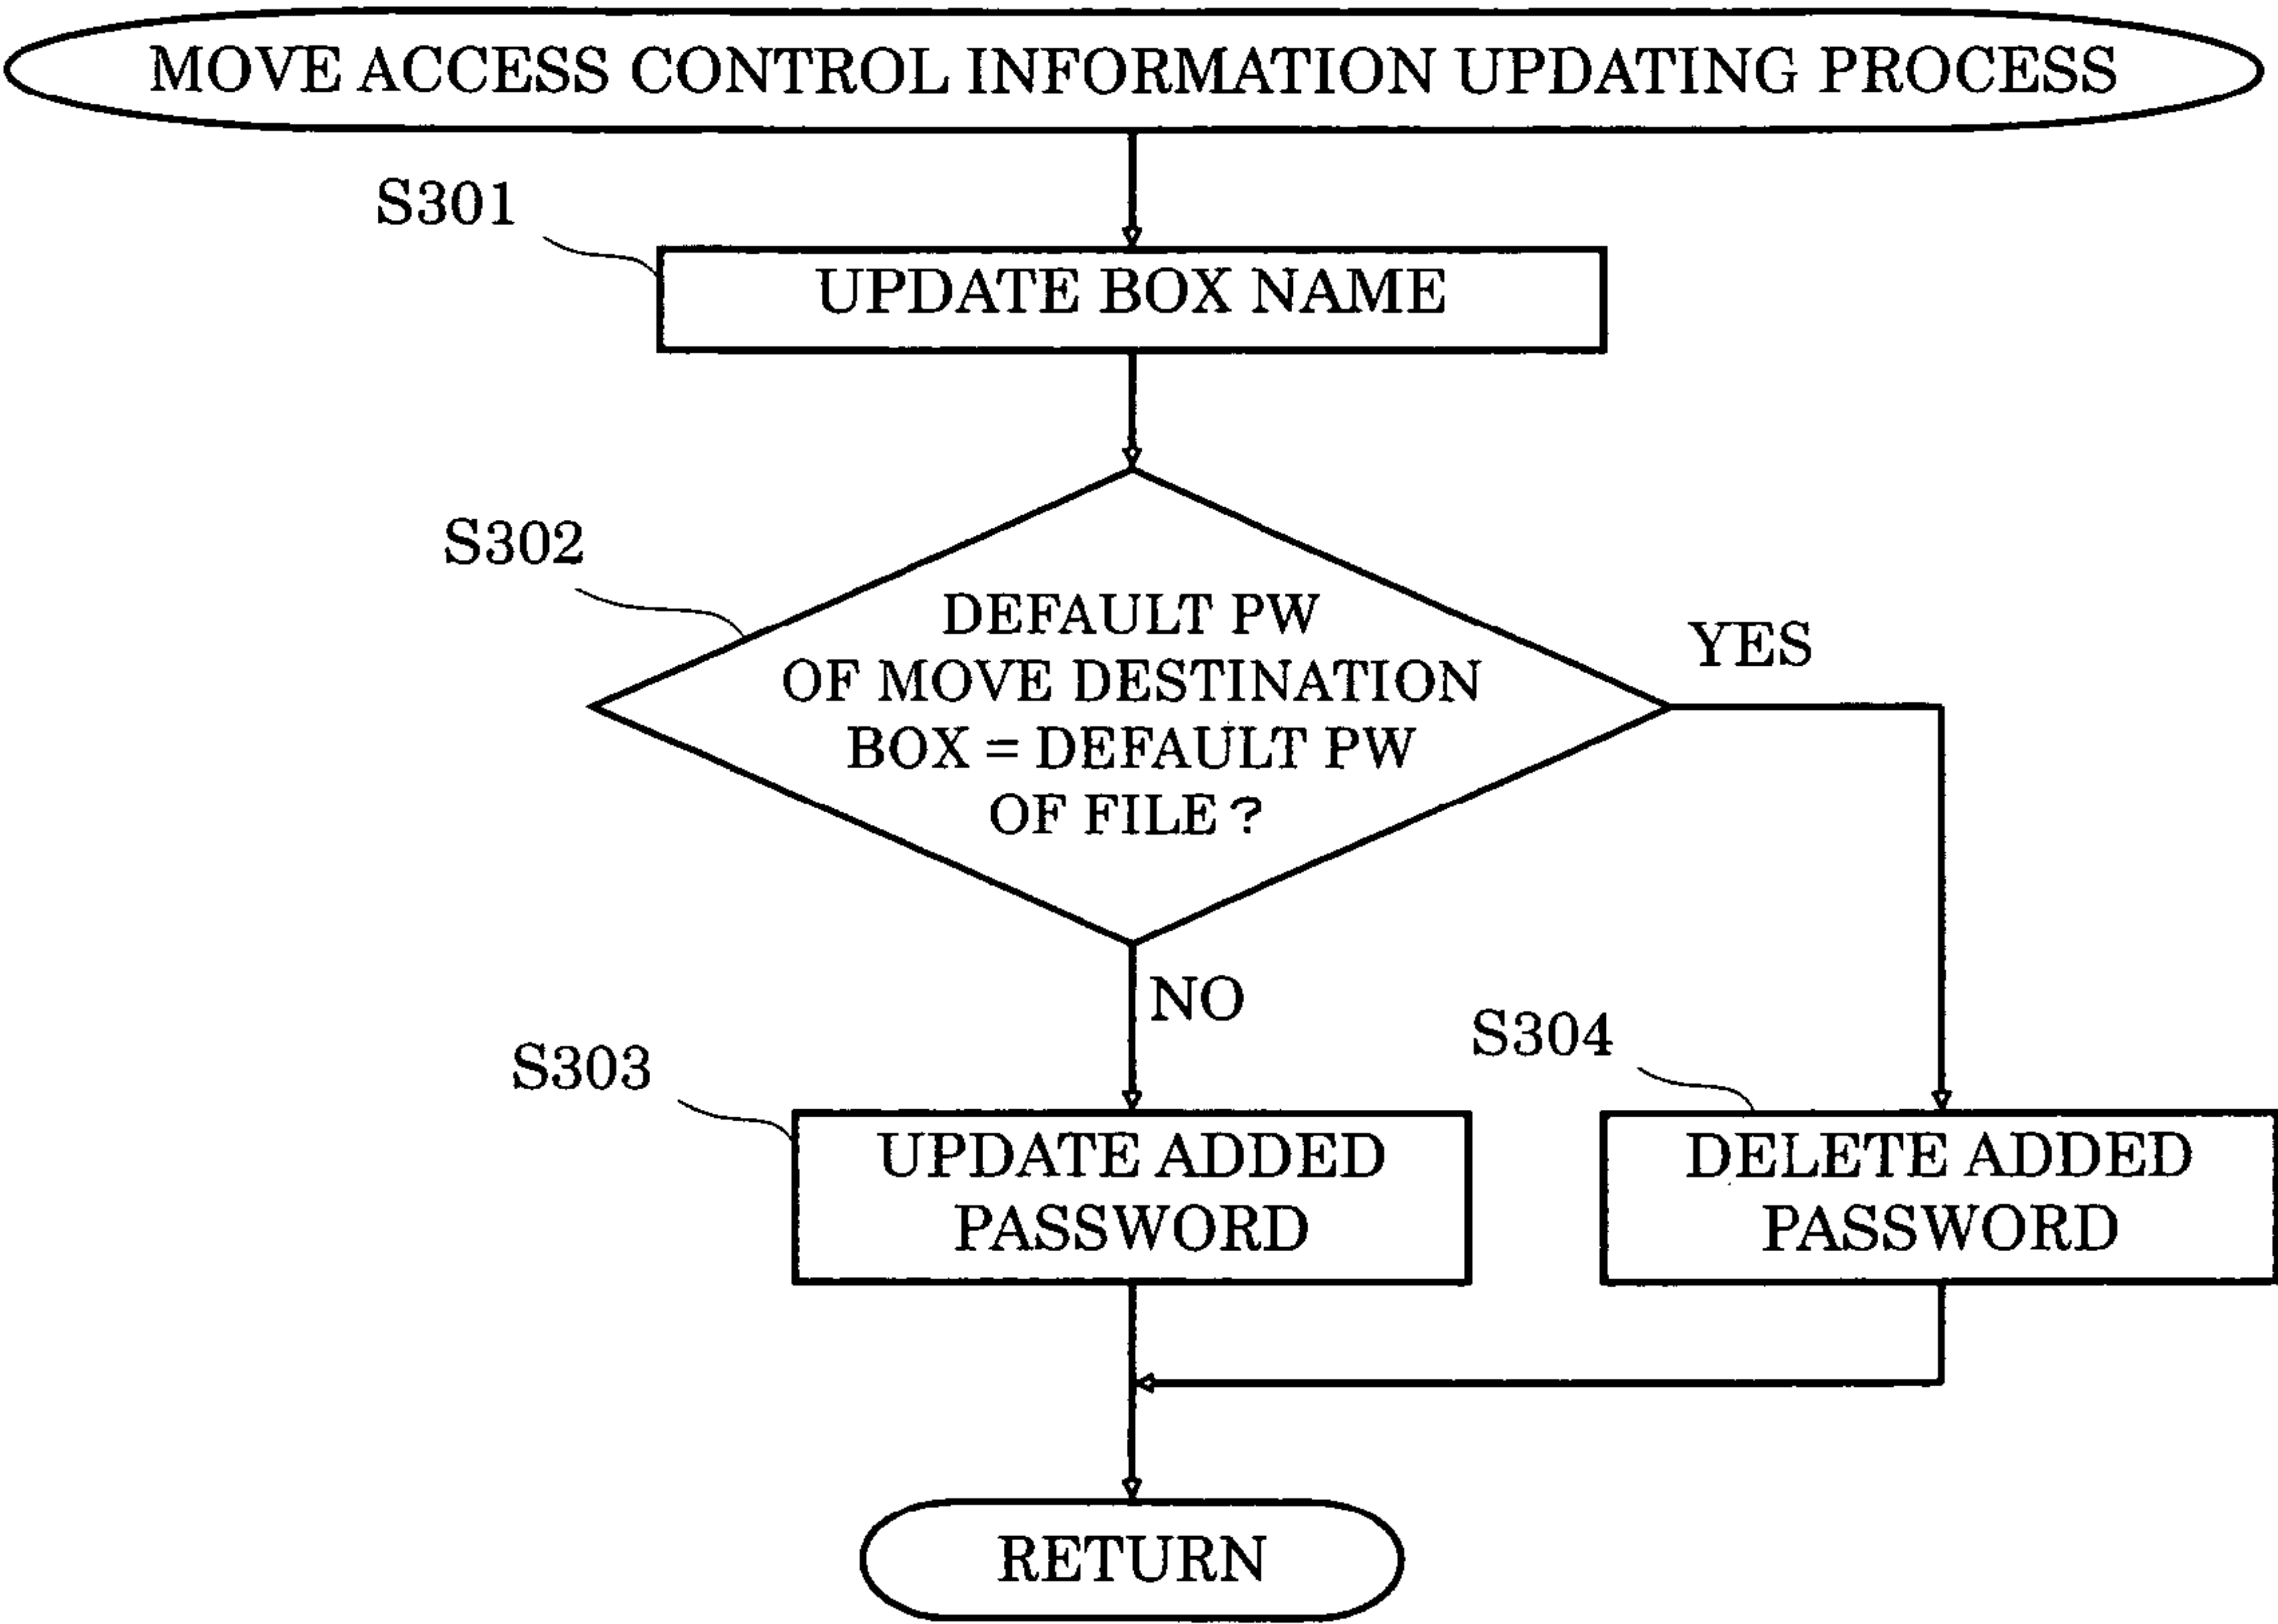 MOVE ACCESS CONTROL INFORMATION UPDATING PROCESS
S301
UPDATE BOX NAME
S302
DEFAULT PW
OF MOVE DESTINATION
BOX = DEFAULT PW
OF FILE ?
YES
NO
S303
UPDATE ADDED
PASSWORD
S304
DELETE ADDED
PASSWORD
RETURN